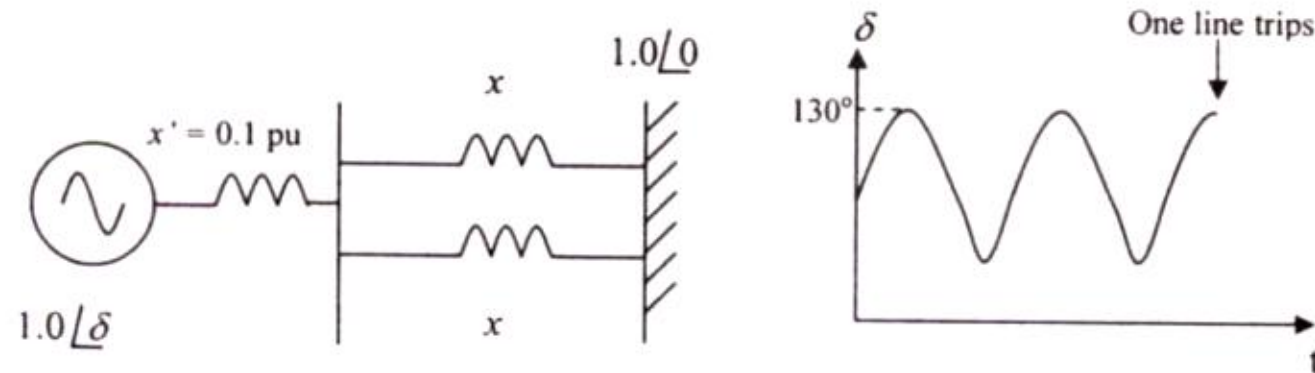 1.0∠0
x
x' = 0.1 pu
x
1.0∠δ
One line trips
δ
130°
t